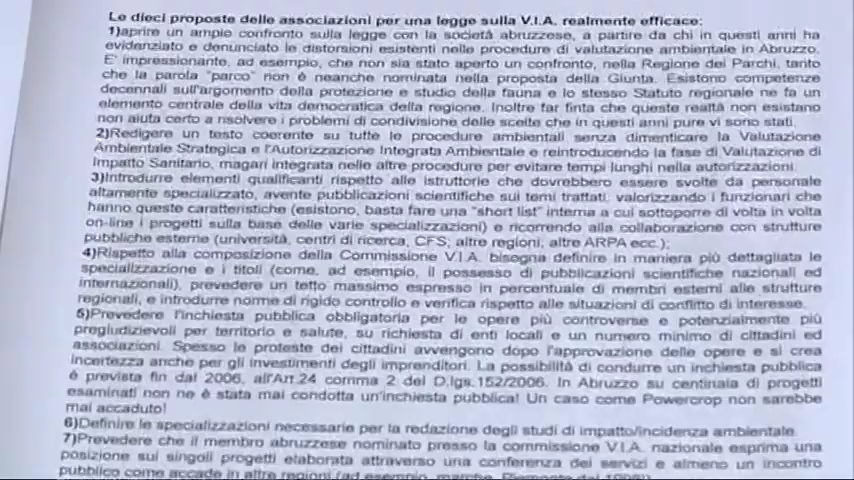 Le dieci proposte delle associazioni per una legge sulla V.I.A. realmente efficace:
1)aprire un ampio confronto sulla legge con la società abruzzese, a partire da chi in questi anni ha
evidenziato e denunciato le distorsioni esistenti nelle procedure di valutazione ambientale in Abruzzo.
E' impressionante, ad esempio, che non sia stato aperto un confronto, nella Regione dei Parchi, tanto
che la parola "parco" non è neanche nominata nella proposta della Giunta. Esistono competenze
decennali sull'argomento della protezione e studio della fauna e lo stesso Statuto regionale ne fa un
elemento centrale della vita democratica della regione. Inoltre far finta che queste realtà non esistano
non aiuta certo a risolvere i problemi di condivisione delle scelte che in questi anni pure vi sono stati.
2)Redigere un testo coerente su tutte le procedure ambientali senza dimenticare la Valutazione
Ambientale Strategica e l'Autorizzazione Integrata Ambientale e reintroducendo la fase di Valutazione di
Impatto Sanitario, magari integrata nelle altre procedure per evitare tempi lunghi nella autorizzazioni.
3)Introdurre elementi qualificanti rispetto alle istruttorie che dovrebbero essere svolte da personale
altamente specializzato, avente pubblicazioni scientifiche sui temi trattati, valorizzando i funzionari che
hanno queste caratteristiche (esistono, basta fare una "short list" interna a cui sottoporre di volta in volta
on-line i progetti sulla base delle varie specializzazioni) e ricorrendo alla collaborazione con strutture
pubbliche esterne (università, centri di ricerca, CFS; altre regioni; altre ARPA ecc.);
4)Rispetto alla composizione della Commissione V.I.A. bisogna definire in maniera più dettagliata le
specializzazione e i titoli (come, ad esempio, il possesso di pubblicazioni scientifiche nazionali ed
internazionali), prevedere un tetto massimo espresso in percentuale di membri esterni alle strutture
regionali, e introdurre norme di rigido controllo e verifica rispetto alle situazioni di conflitto di interesse.
5)Prevedere l'inchiesta pubblica obbligatoria per le opere più controverse e potenzialmente più
pregiudizievoli per territorio e salute, su richiesta di enti locali e un numero minimo di cittadini ed
associazioni. Spesso le proteste dei cittadini avvengono dopo l'approvazione delle opere e si crea
incertezza anche per gli investimenti degli imprenditori. La possibilità di condurre un inchiesta pubblica
è prevista fin dal 2006, all'Art.24 comma 2 del D.lgs.152/2006. In Abruzzo su centinaia di progetti
esaminati non ne è stata mai condotta un'inchiesta pubblica! Un caso come Powercrop non sarebbe
mai accaduto!
6)Definire le specializzazioni necessarie per la redazione degli studi di impatto/incidenza ambientale.
7)Prevedere che il membro abruzzese nominato presso la commissione V.I.A. nazionale esprima una
posizione sui singoli progetti elaborata attraverso una conferenza dei servizi e almeno un incontro
pubblico come accade in altre regioni (ad esempio, marche, Piemonte dal 1998)